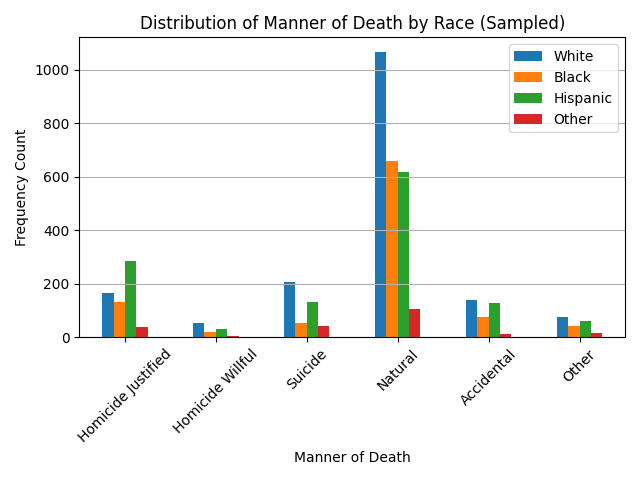 Distribution of Manner of Death by Race (Sampled)
White
Black
Hispanic
Other
Frequency Count
1000
800
600
400
200
0
Homicide Justified
Homicide Willful
Suicide
Natural
Accidental
Other
Manner of Death